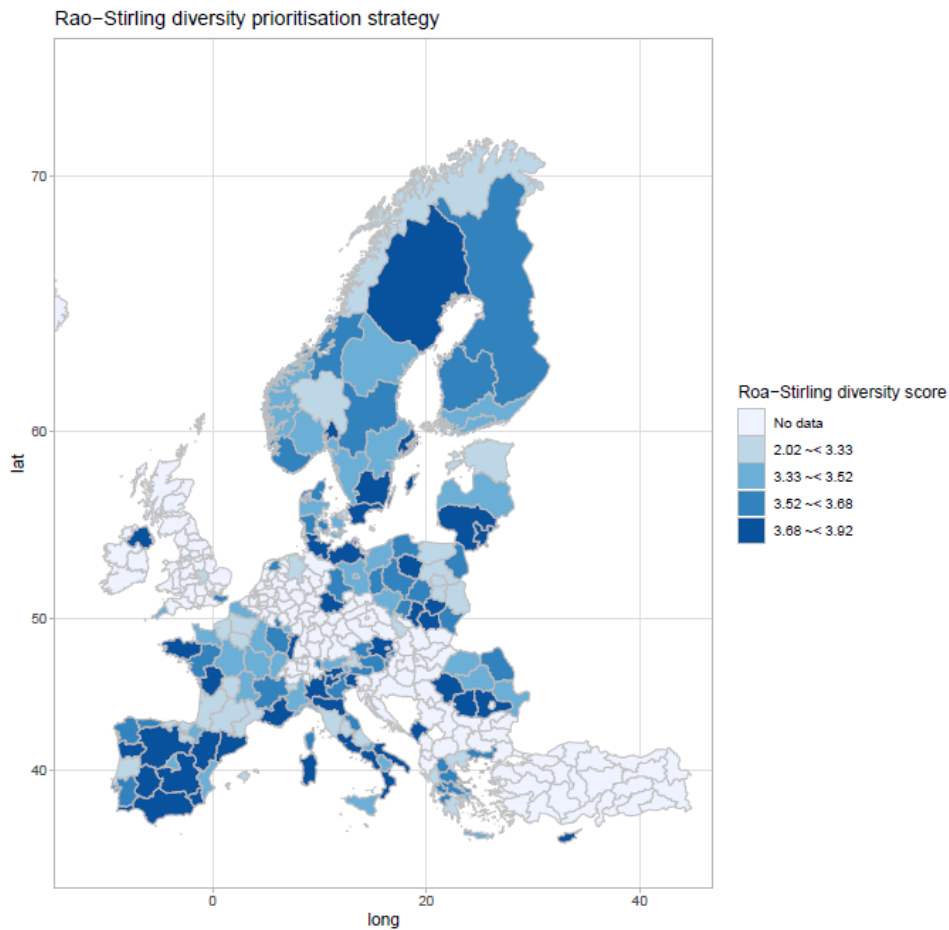 Rao−Stirling diversity prioritisation strategy
70
60
50
40
lat
0
20
40
long
Roa−Stirling diversity score
No data
2.02 ~< 3.33
3.33 ~< 3.52
3.52 ~< 3.68
3.68 ~< 3.92